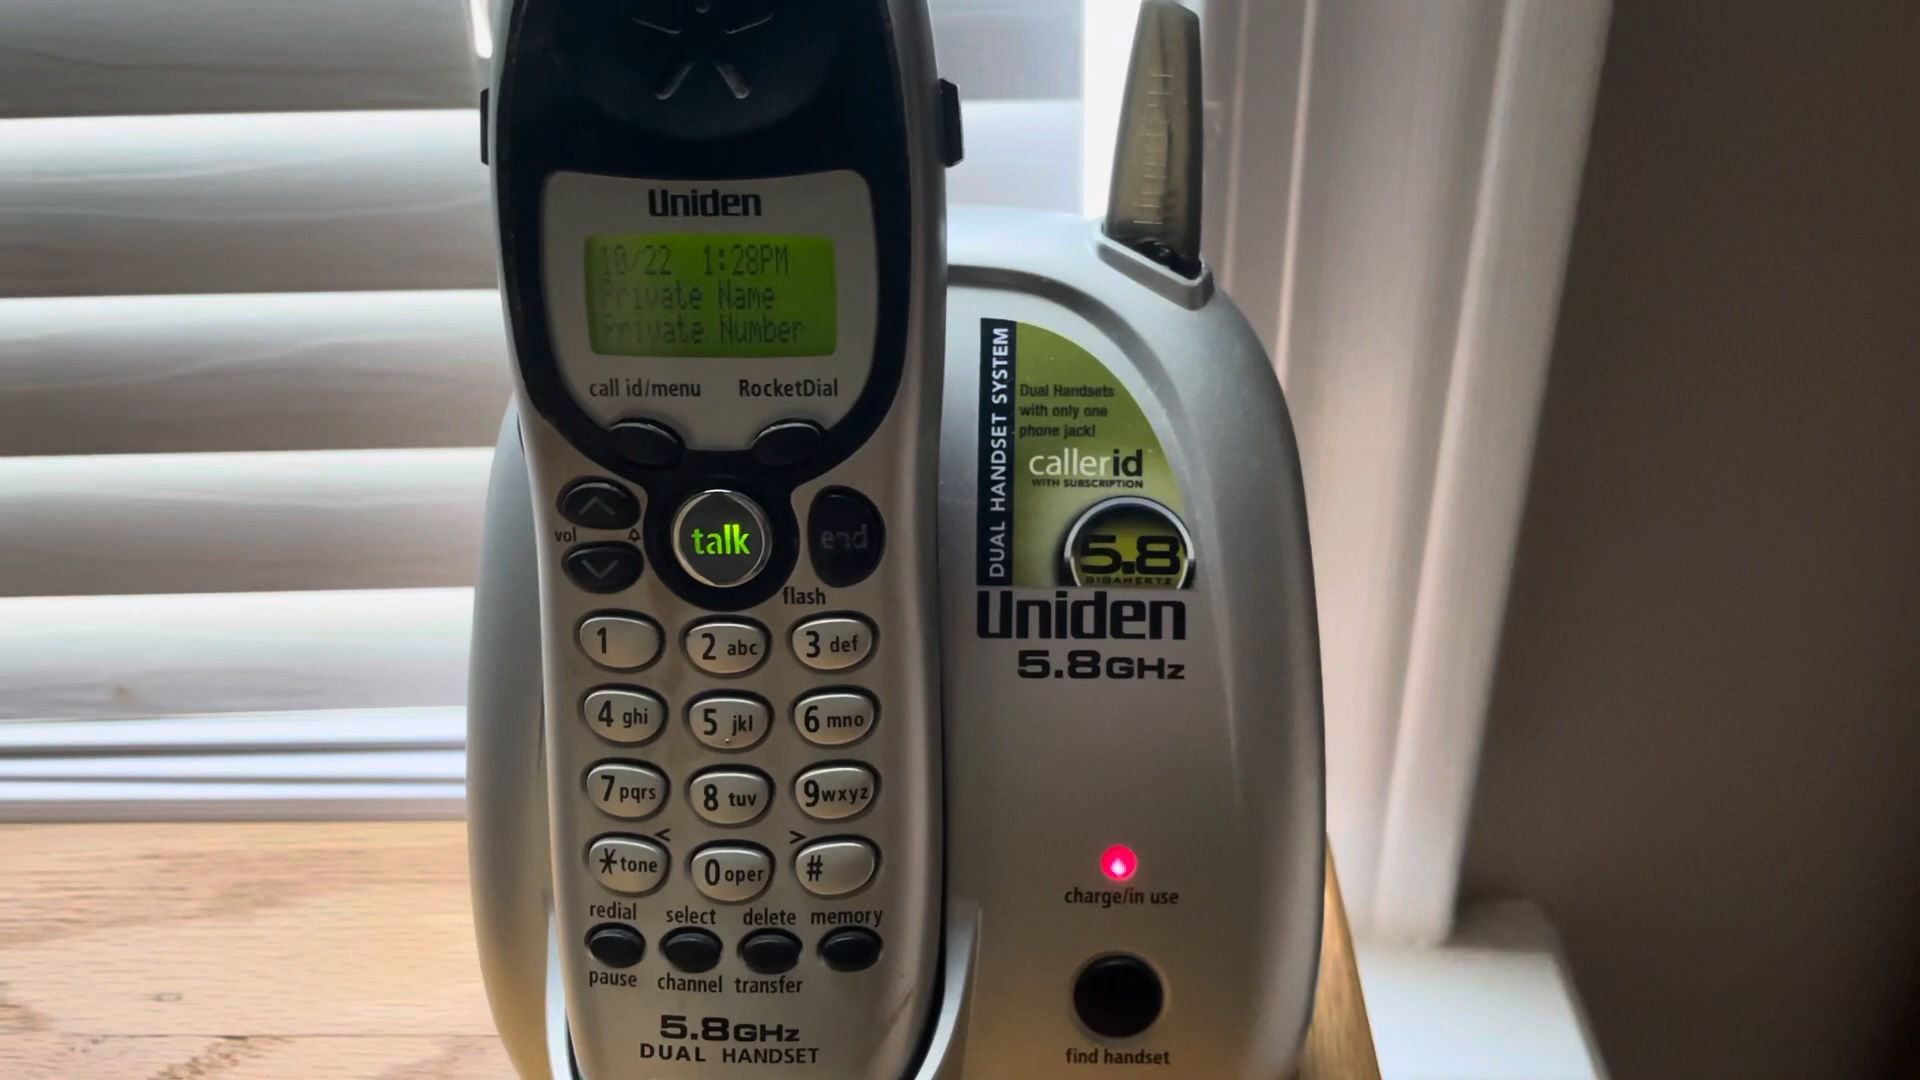 Uniden
10/22 1:28PM
Private Name
Private Number
call id/menu RocketDial
vol
talk
end
flash
1
2 abc
3 def
4 ghi
5 jkl
6 mno
7 pqrs
8 tuv
9 wxyz
< >
* tone
0 oper
#
redial select delete memory
pause channel transfer
5.8GHz
DUAL HANDSET
DUAL HANDSET SYSTEM
Dual Handsets
with only one
phone jack!
callerid
WITH SUBSCRIPTION
5.8
GIGAHERTZ
Uniden
5.8GHz
charge/in use
find handset